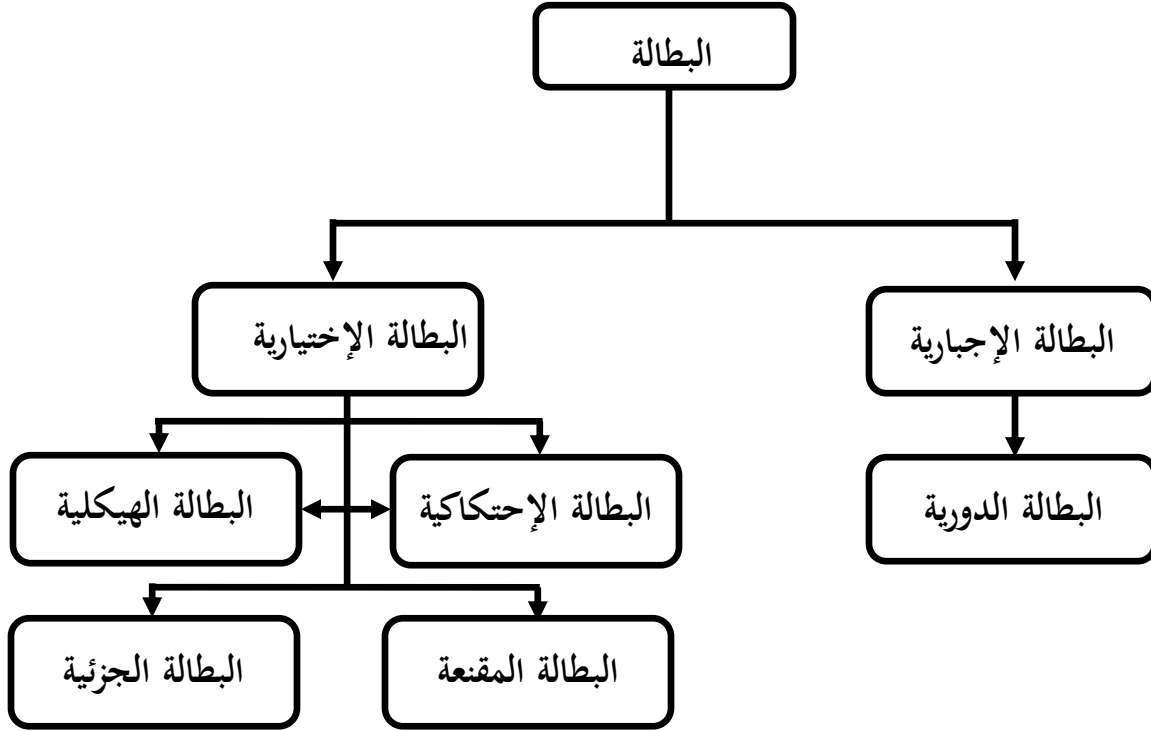 البطالة
البطالة الإجبارية
البطالة الإختيارية
البطالة الدورية
البطالة الإحتكاكية
البطالة الهيكلية
البطالة المقنعة
البطالة الجزئية